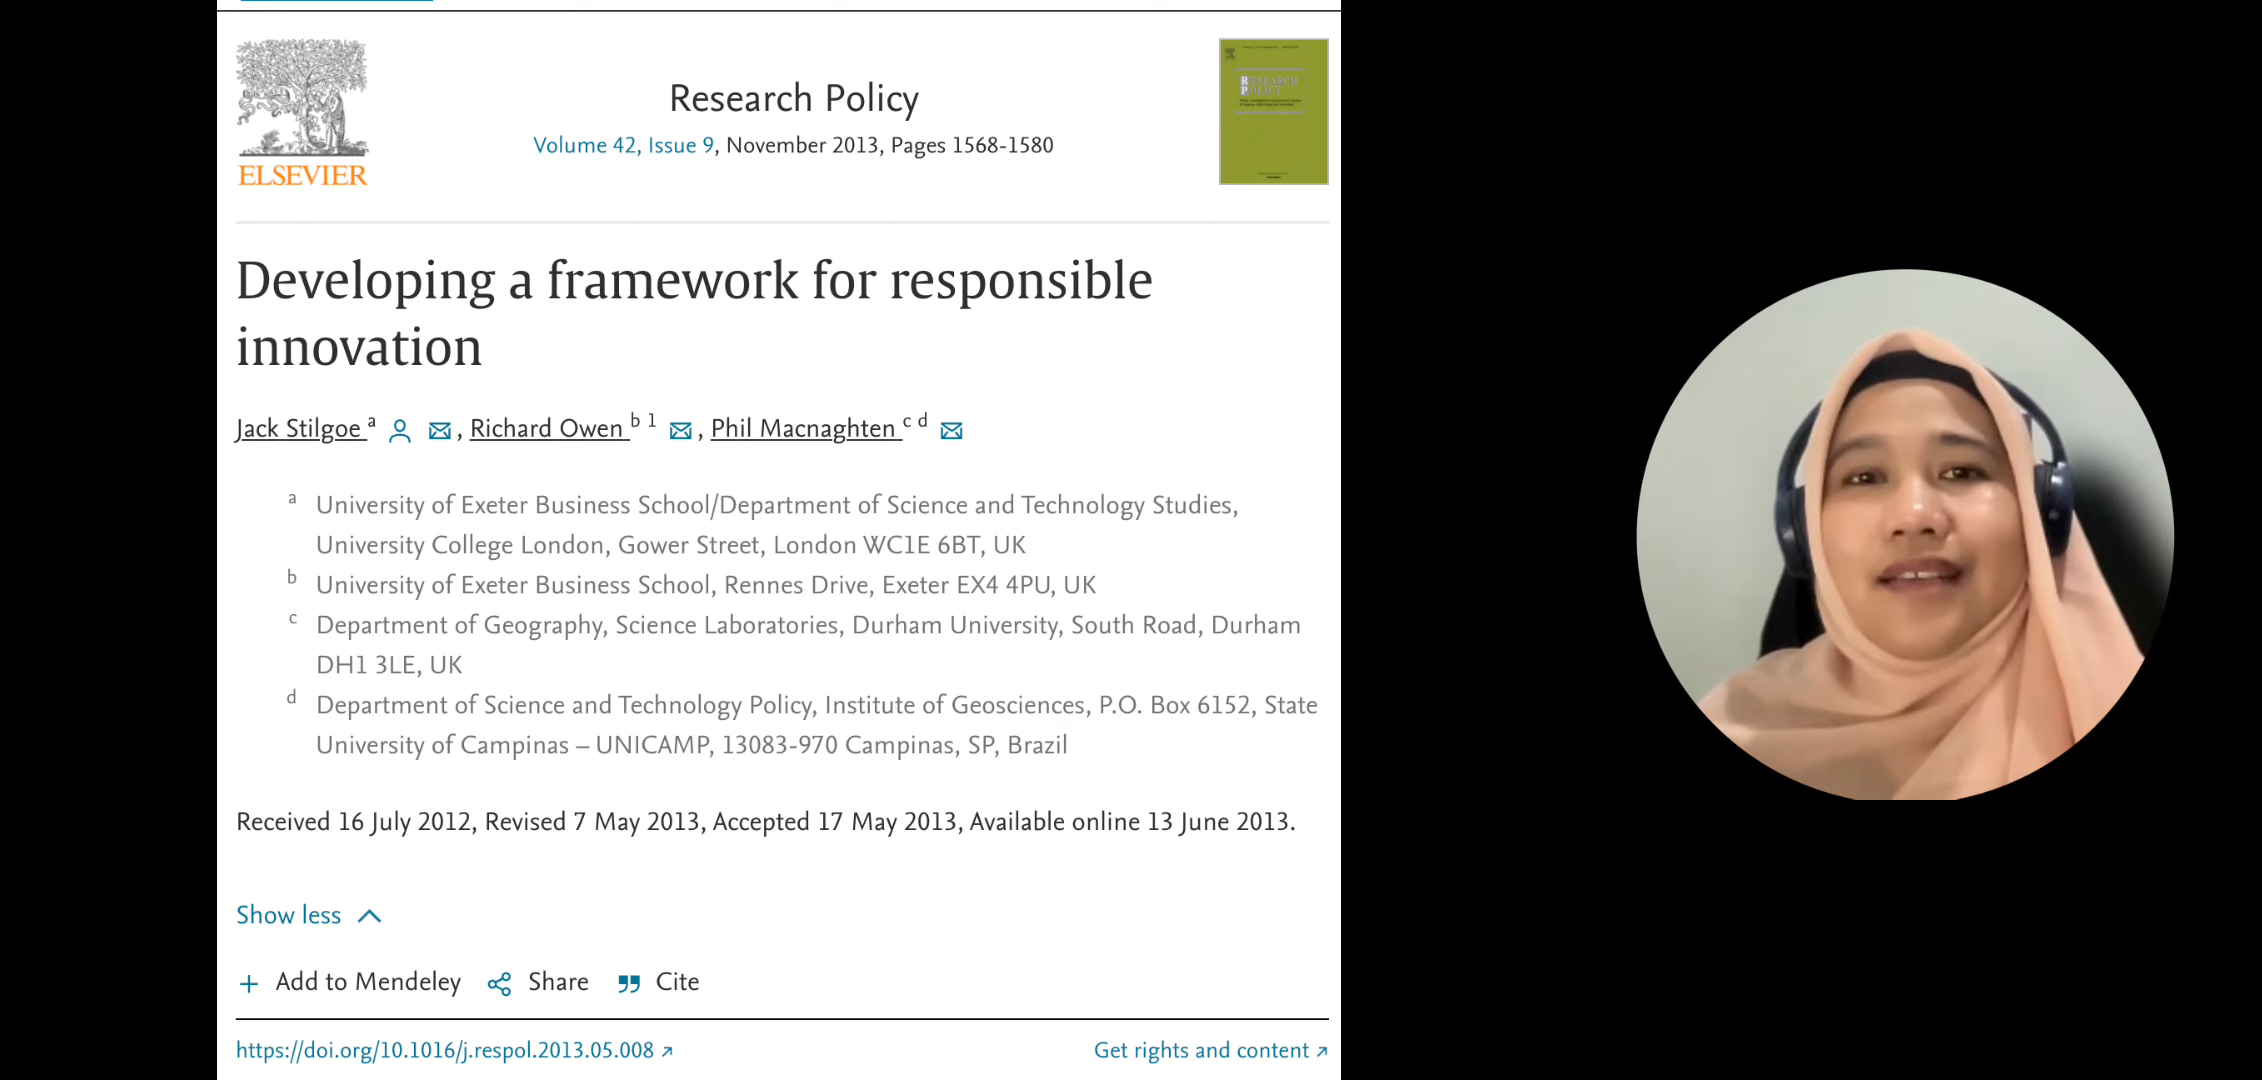 ELSEVIER
Research Policy
Volume 42, Issue 9, November 2013, Pages 1568-1580
RESEARCH
POLICY
Developing a framework for responsible
innovation
Jack Stilgoe a , Richard Owen b 1 , Phil Macnaghten c d
a University of Exeter Business School/Department of Science and Technology Studies,
University College London, Gower Street, London WC1E 6BT, UK
b University of Exeter Business School, Rennes Drive, Exeter EX4 4PU, UK
c Department of Geography, Science Laboratories, Durham University, South Road, Durham
DH1 3LE, UK
d Department of Science and Technology Policy, Institute of Geosciences, P.O. Box 6152, State
University of Campinas – UNICAMP, 13083-970 Campinas, SP, Brazil
Received 16 July 2012, Revised 7 May 2013, Accepted 17 May 2013, Available online 13 June 2013.
Show less
+ Add to Mendeley Share Cite
https://doi.org/10.1016/j.respol.2013.05.008 ↗ Get rights and content ↗